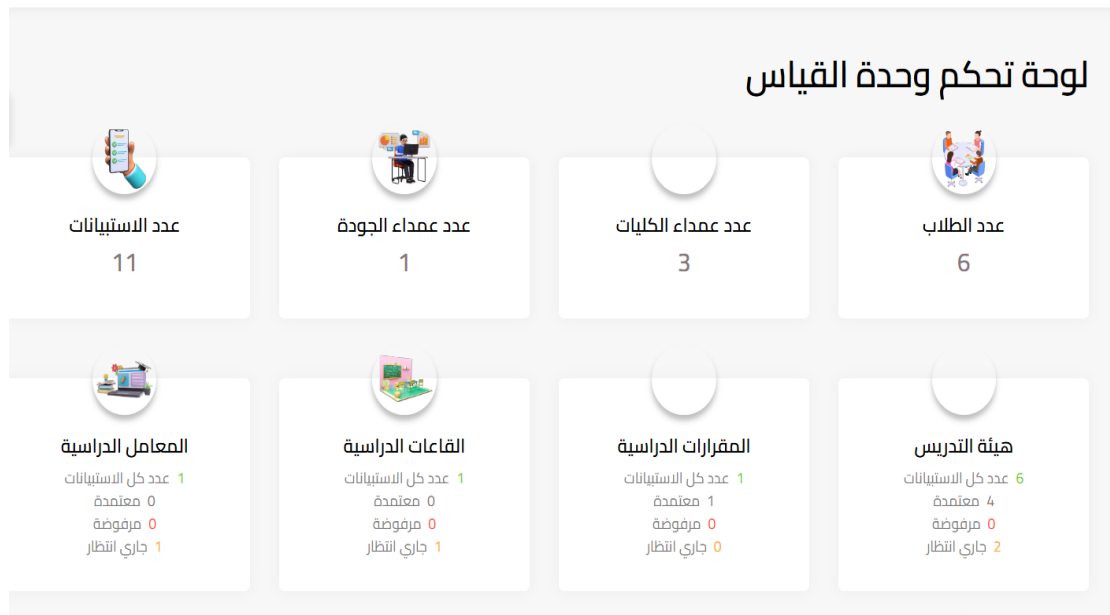 لوحة تحكم وحدة القياس
عدد الطلاب
6
عدد عمداء الكليات
3
عدد عمداء الجودة
1
عدد الاستبيانات
11
هيئة التدريس
6 عدد كل الاستبيانات
4 معتمدة
0 مرفوضة
2 جاري انتظار
المقرارات الدراسية
1 عدد كل الاستبيانات
1 معتمدة
0 مرفوضة
0 جاري انتظار
القاعات الدراسية
1 عدد كل الاستبيانات
0 معتمدة
0 مرفوضة
1 جاري انتظار
المعامل الدراسية
1 عدد كل الاستبيانات
0 معتمدة
0 مرفوضة
1 جاري انتظار